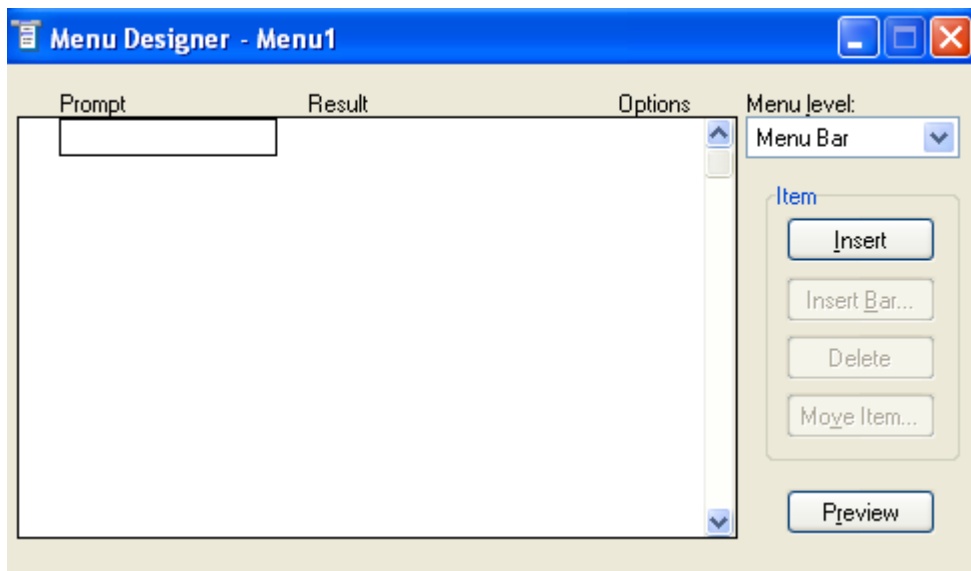 Menu Designer - Menu1
Prompt Result Options Menu level:
Menu Bar
Item
Insert
Insert Bar...
Delete
Move Item...
Preview